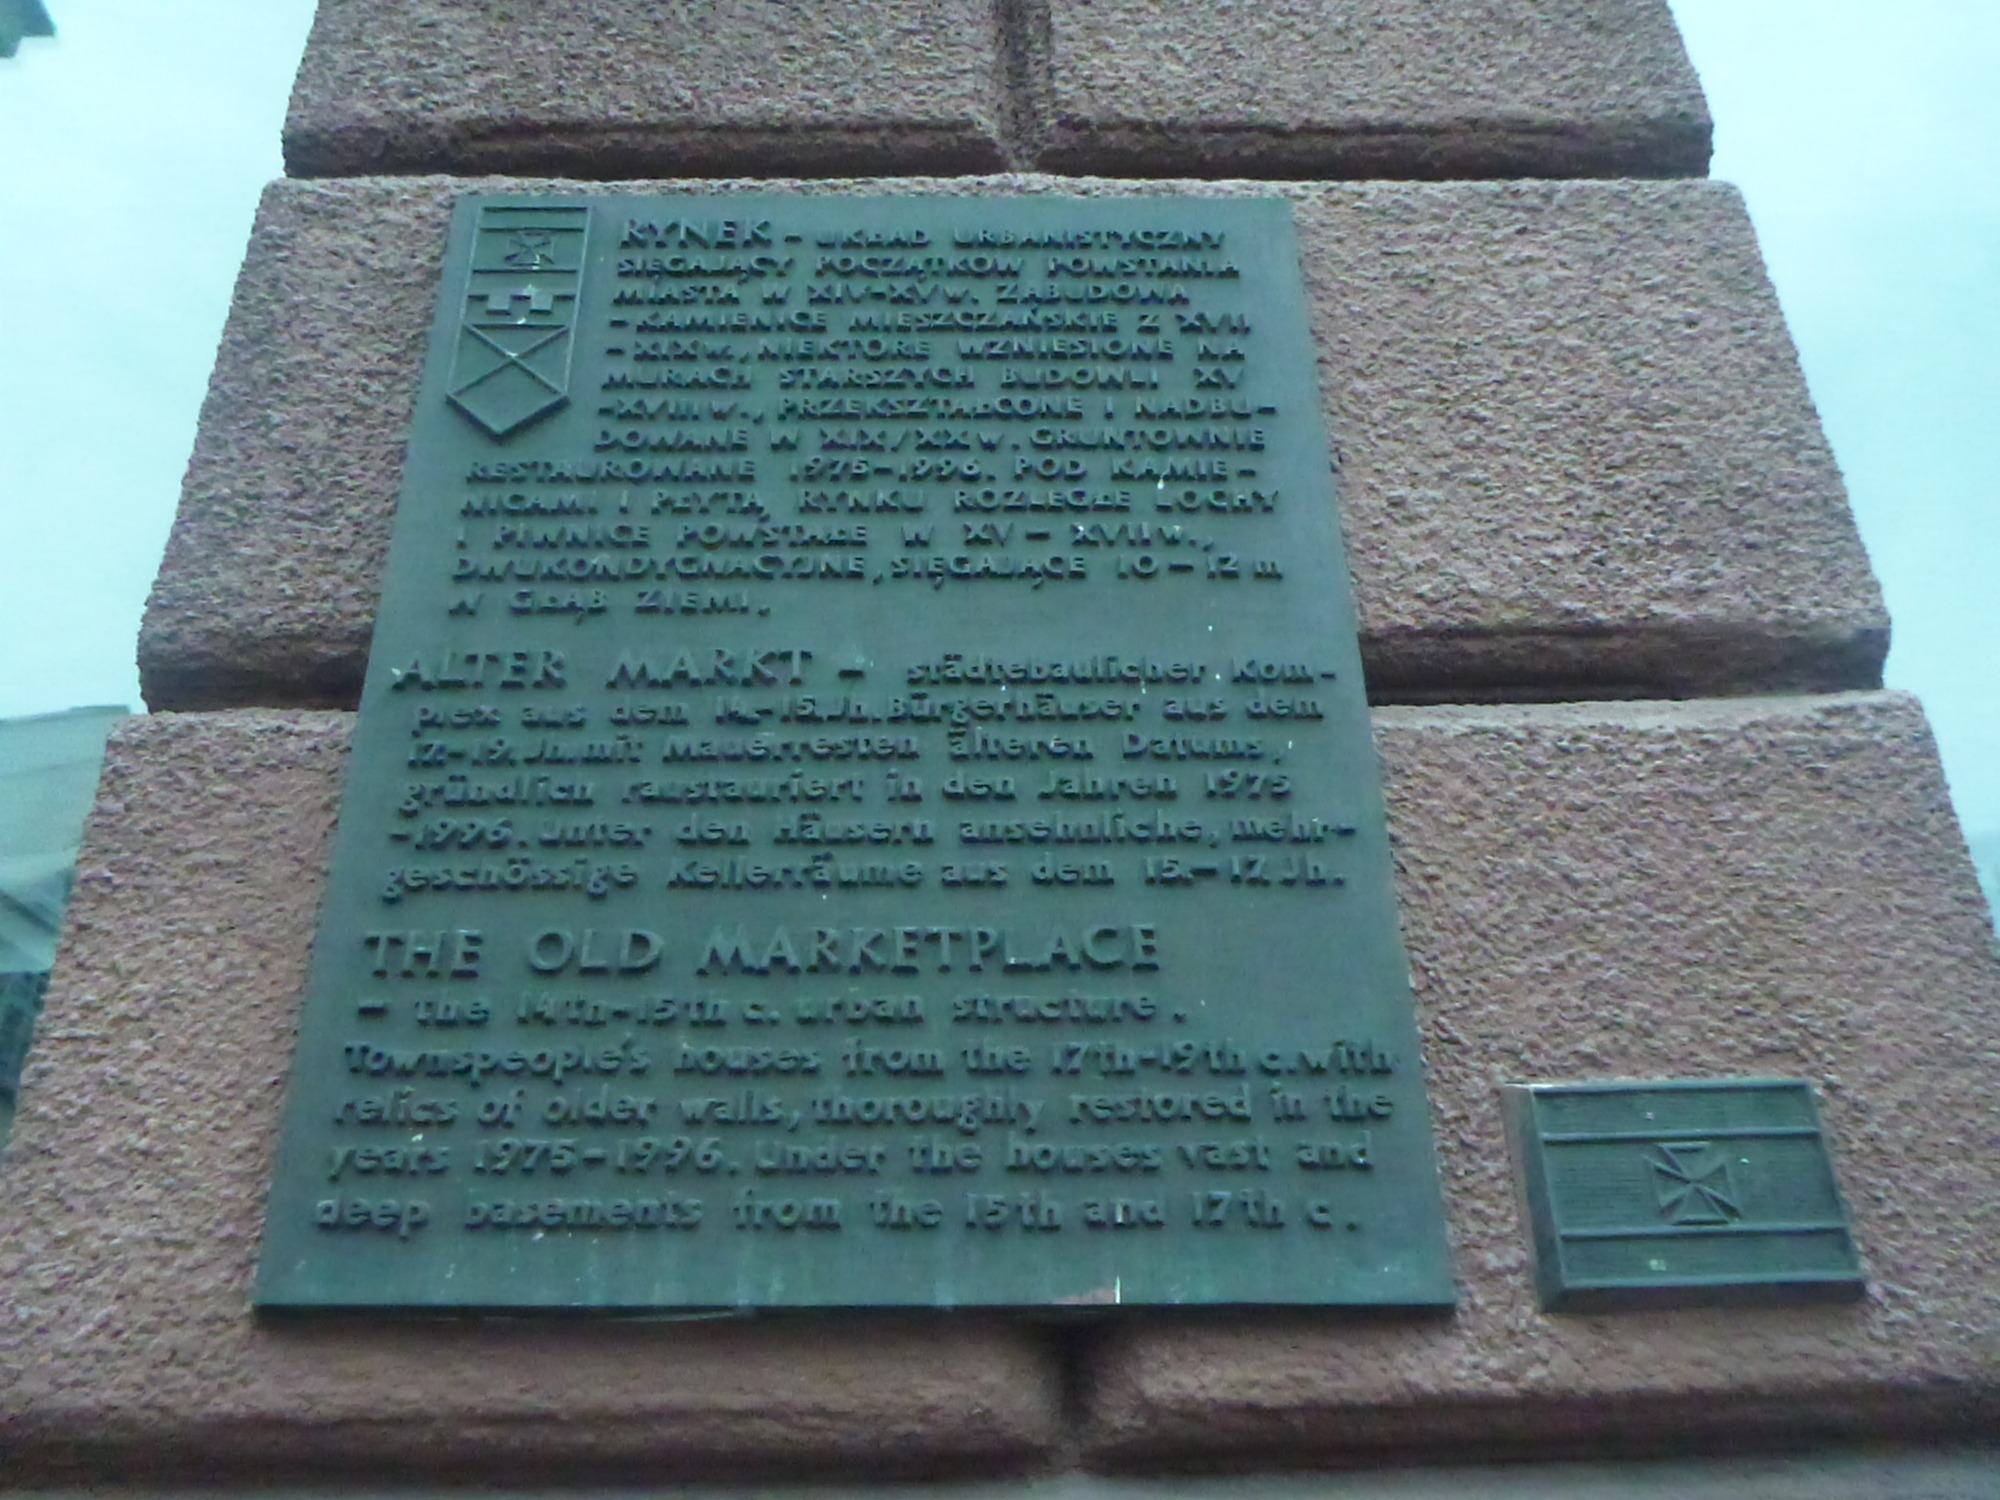 RYNEK - UKŁAD URBANISTYCZNY
SIĘGAJĄCY POCZĄTKÓW POWSTANIA
MIASTA W XIV-XV W. ZABUDOWA
-KAMIENICE MIESZCZAŃSKIE Z XVII
-XIX W., NIEKTÓRE WZNIESIONE NA
MURACH STARSZYCH BUDOWLI XV
-XVIII W., PRZEKSZTAŁCONE I NADBU-
DOWANE W XIX/XX W. GRUNTOWNIE
RESTAUROWANE 1975-1996. POD KAMIE-
NICAMI I PŁYTĄ RYNKU ROZLEGŁE LOCHY
I PIWNICE POWSTAŁE W XV - XVII W.,
DWUKONDYGNACYJNE, SIĘGAJĄCE 10-12 m
W GŁĄB ZIEMI.
ALTER MARKT - städtebaulicher Kom-
plex aus dem 14.-15. Jh. Bürgerhäuser aus dem
17.-19. Jh. mit Mauerresten älteren Datums,
gründlich raustauriert in den Jahren 1975
-1996. Unter den Häusern ansehnliche, mehr-
geschössige Kellerräume aus dem 15.-17. Jh.
THE OLD MARKETPLACE
- the 14th-15th c. urban structure.
Townspeople's houses from the 17th-19th c. with
relics of older walls, thoroughly restored in the
years 1975-1996. Under the houses vast and
deep basements from the 15th and 17th c.